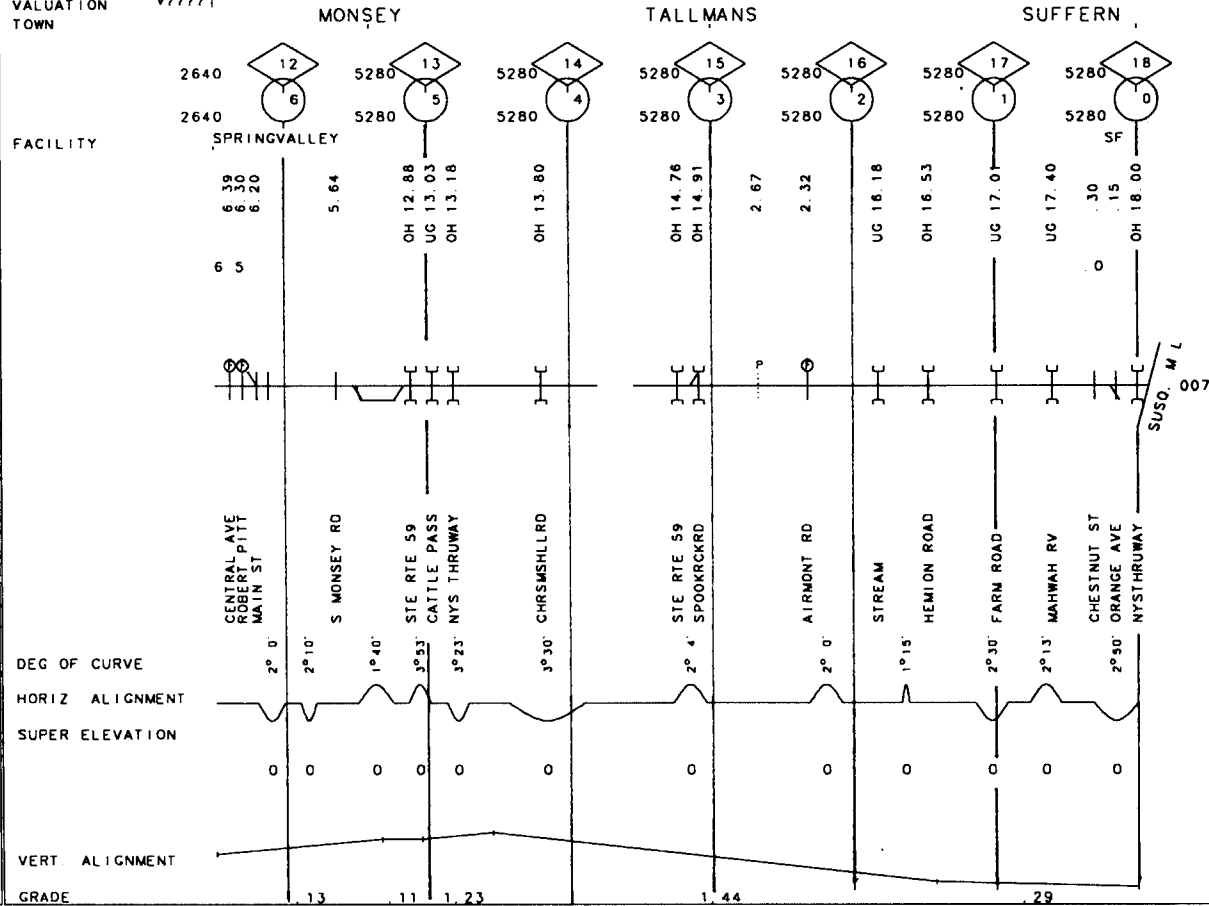 VALUATION
TOWN MONSEY TALLMANS SUFFERN
12 13 14 15 16 17 18
2640 5280 5280 5280 5280 5280 5280
6 5 4 3 2 1 0
2640 5280 5280 5280 5280 5280 5280
FACILITY SPRINGVALLEY SF
6.39 6.30 6.20 5.64 OH 12.88 UG 13.03 OH 13.18 OH 13.80 OH 14.76 OH 14.91 2.67 2.32 UG 16.18 OH 16.53 UG 17.01 UG 17.40 .30 .15 OH 18.00
6 5 0
P
SUSQ. M L
007
CENTRAL AVE
ROBERT PITT
MAIN ST
S MONSEY RD
STE RTE 59
CATTLE PASS
NYS THRUWAY
CHRSMSHLLRD
STE RTE 59
SPOOKRCKRD
AIRMONT RD
STREAM
HEMION ROAD
FARM ROAD
MAHWAH RV
CHESTNUT ST
ORANGE AVE
NYSTHRUWAY
DEG OF CURVE 2° 0' 2°10' 1°40' 3°53' 3°23' 3°30' 2° 4' 2° 0' 1°15' 2°30' 2°13' 2°50'
HORIZ ALIGNMENT
SUPER ELEVATION
0 0 0 0 0 0 0 0 0 0 0 0
VERT. ALIGNMENT
GRADE .13 .11 1.23 1.44 .29